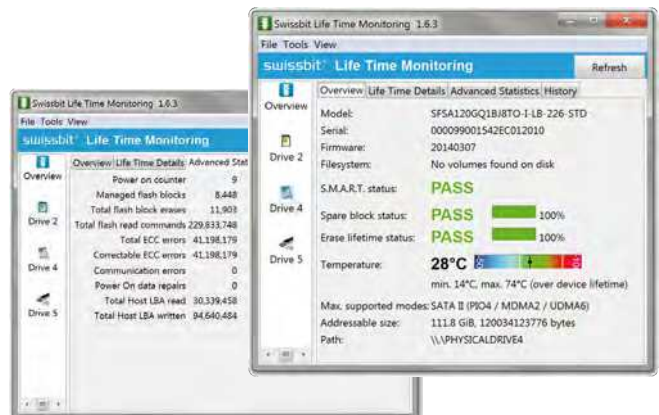 Swissbit Life Time Monitoring 1.6.3
File Tools View
swissbit® Life Time Monitoring
Refresh
Overview
Drive 2
Drive 4
Drive 5
Overview Life Time Details Advanced Statistics History
Model: SFSA120GQ1BJ8TO-I-LB-226-STD
Serial: 000099001542EC012010
Firmware: 20140307
Filesystem: No volumes found on disk
S.M.A.R.T. status: PASS
Spare block status: PASS 100%
Erase lifetime status: PASS 100%
Temperature: 28°C
min. 14°C, max. 74°C (over device lifetime)
Max. supported modes: SATA II (PIO4 / MDMA2 / UDMA6)
Addressable size: 111.8 GiB, 120034123776 bytes
Path: \\.\PHYSICALDRIVE4
Swissbit Life Time Monitoring 1.6.3
File Tools View
swissbit® Life Time Monitoring
Overview
Drive 2
Drive 4
Drive 5
Overview Life Time Details Advanced Stat
Power on counter 9
Managed flash blocks 8,448
Total flash block erases 11,903
Total flash read commands 229,833,748
Total ECC errors 41,198,179
Correctable ECC errors 41,198,179
Communication errors 0
Power On data repairs 0
Total Host LBA read 30,339,458
Total Host LBA written 94,640,484